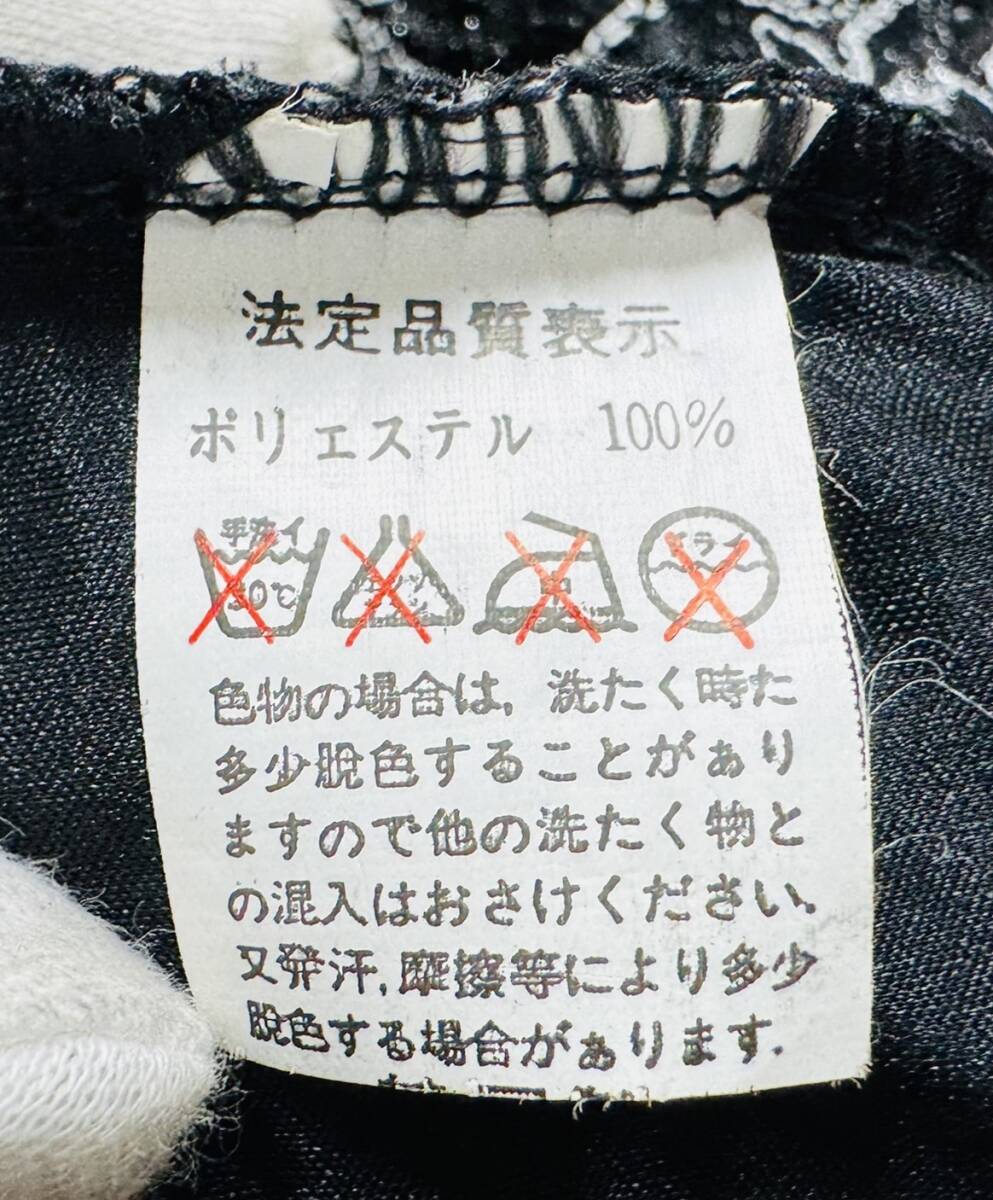 法定品質表示
ポリエステル 100%
手洗イ
30℃
ドライ
色物の場合は, 洗たく時た
多少脱色することがあり
ますので他の洗たく物と
の混入はおさけください.
又発汗, 摩擦等により多少
脱色する場合があります.